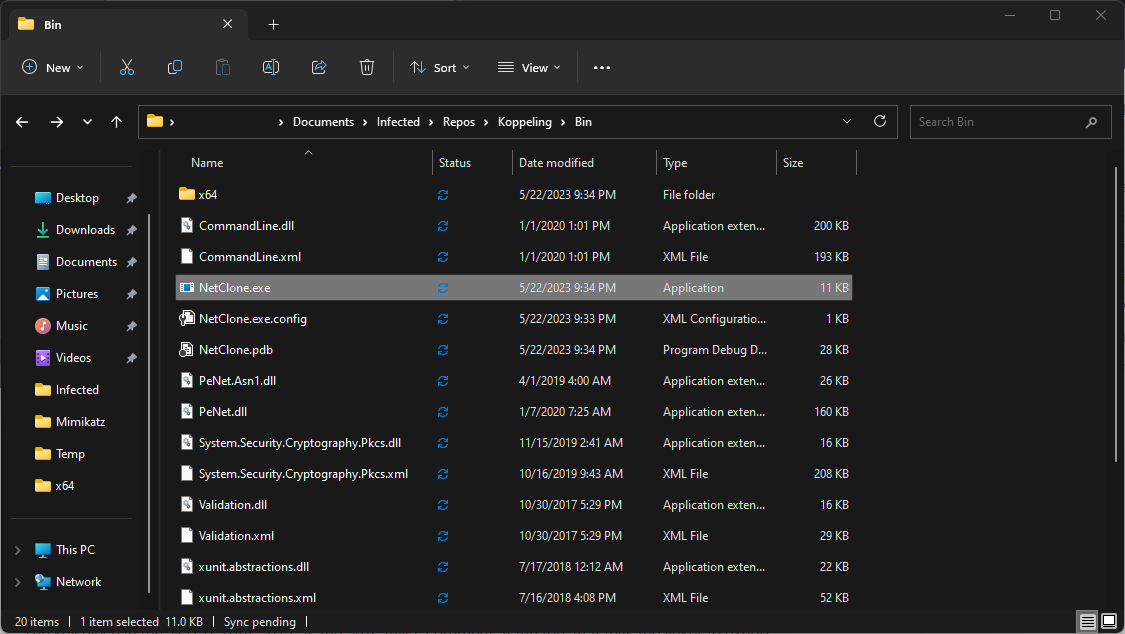 Bin
New
Sort
View
Documents
Infected
Repos
Koppeling
Bin
Search Bin
Name Status Date modified Type Size
Desktop
Downloads
Documents
Pictures
Music
Videos
Infected
Mimikatz
Temp
x64
This PC
Network
x64 5/22/2023 9:34 PM File folder
CommandLine.dll 1/1/2020 1:01 PM Application exten... 200 KB
CommandLine.xml 1/1/2020 1:01 PM XML File 193 KB
NetClone.exe 5/22/2023 9:34 PM Application 11 KB
NetClone.exe.config 5/22/2023 9:33 PM XML Configuratio... 1 KB
NetClone.pdb 5/22/2023 9:34 PM Program Debug D... 28 KB
PeNet.Asn1.dll 4/1/2019 4:00 AM Application exten... 26 KB
PeNet.dll 1/7/2020 7:25 AM Application exten... 160 KB
System.Security.Cryptography.Pkcs.dll 11/15/2019 2:41 AM Application exten... 16 KB
System.Security.Cryptography.Pkcs.xml 10/16/2019 9:43 AM XML File 208 KB
Validation.dll 10/30/2017 5:29 PM Application exten... 16 KB
Validation.xml 10/30/2017 5:29 PM XML File 29 KB
xunit.abstractions.dll 7/17/2018 12:12 AM Application exten... 22 KB
xunit.abstractions.xml 7/16/2018 4:08 PM XML File 52 KB
20 items 1 item selected 11.0 KB Sync pending